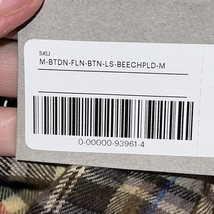 SKU
M-BTDN-FLN-BTN-LS-BEECHPLD-M
0-00000-93961-4